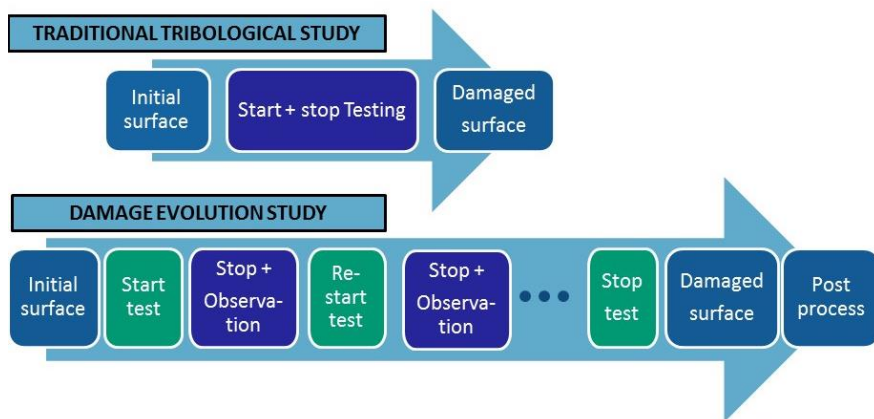 TRADITIONAL TRIBOLOGICAL STUDY
Initial
surface
Start + stop Testing
Damaged
surface
DAMAGE EVOLUTION STUDY
Initial
surface
Start
test
Stop +
Observa-
tion
Re-
start
test
Stop +
Observa-
tion
Stop
test
Damaged
surface
Post
process